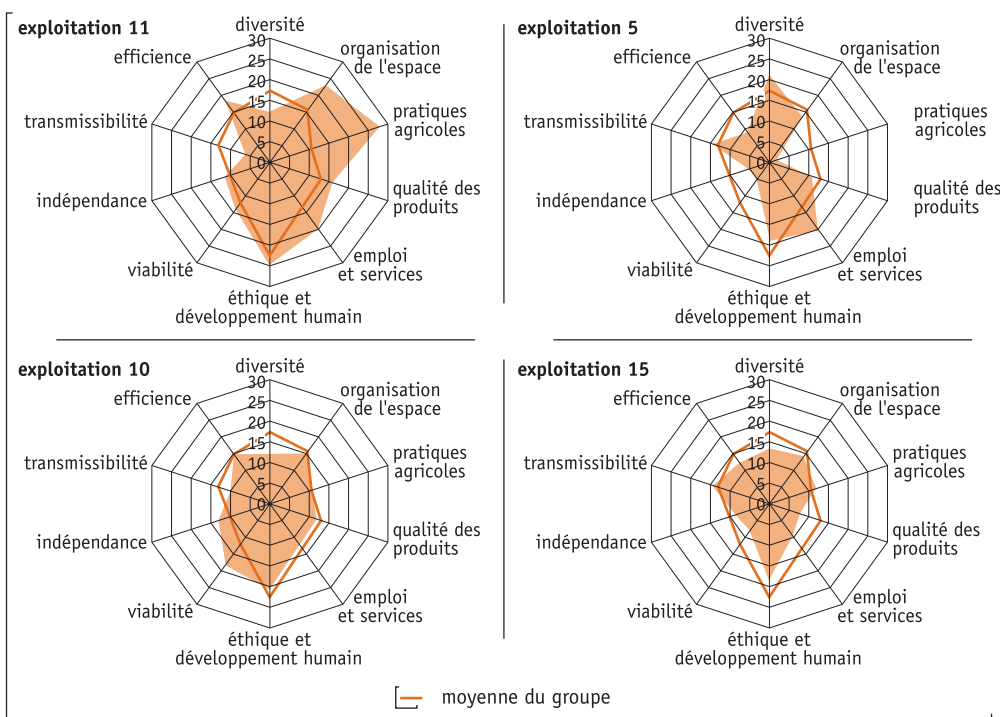 exploitation 11
diversité
30
25
20
15
10
5
0
organisation
de l'espace
pratiques
agricoles
qualité des
produits
emploi
et services
éthique et
développement humain
viabilité
indépendance
transmissibilité
efficience
exploitation 5
diversité
30
25
20
15
10
5
0
organisation
de l'espace
pratiques
agricoles
qualité des
produits
emploi
et services
éthique et
développement humain
viabilité
indépendance
transmissibilité
efficience
exploitation 10
diversité
30
25
20
15
10
5
0
organisation
de l'espace
pratiques
agricoles
qualité des
produits
emploi
et services
éthique et
développement humain
viabilité
indépendance
transmissibilité
efficience
exploitation 15
diversité
30
25
20
15
10
5
0
organisation
de l'espace
pratiques
agricoles
qualité des
produits
emploi
et services
éthique et
développement humain
viabilité
indépendance
transmissibilité
efficience
moyenne du groupe